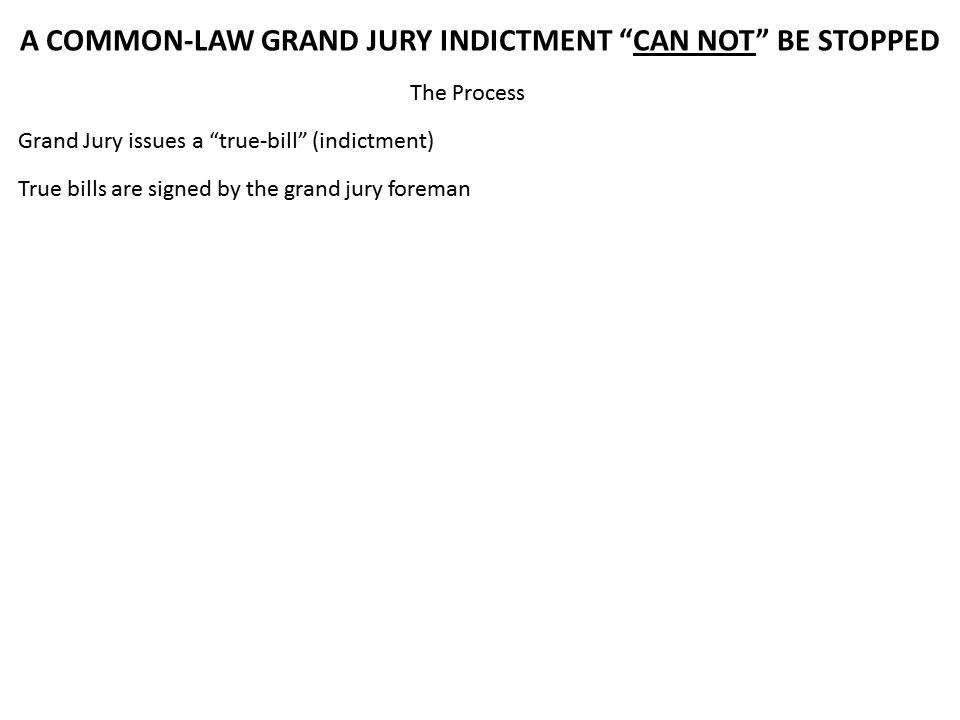 A COMMON-LAW GRAND JURY INDICTMENT “CAN NOT” BE STOPPED
The Process
Grand Jury issues a “true-bill” (indictment)
True bills are signed by the grand jury foreman